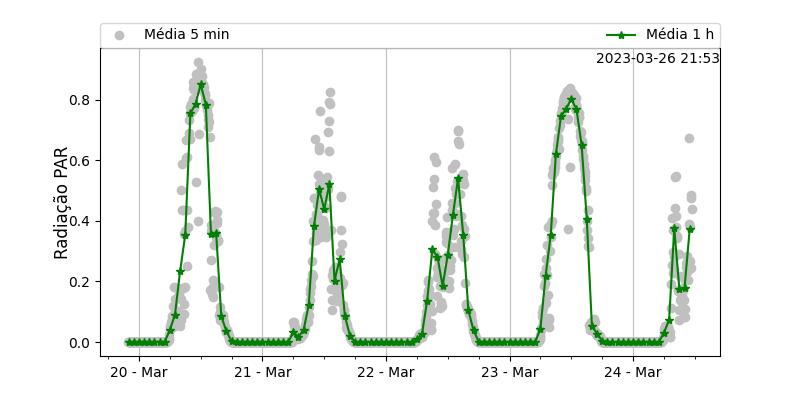 Média 5 min
Média 1 h
2023-03-26 21:53
Radiação PAR
0.8
0.6
0.4
0.2
0.0
20 - Mar
21 - Mar
22 - Mar
23 - Mar
24 - Mar